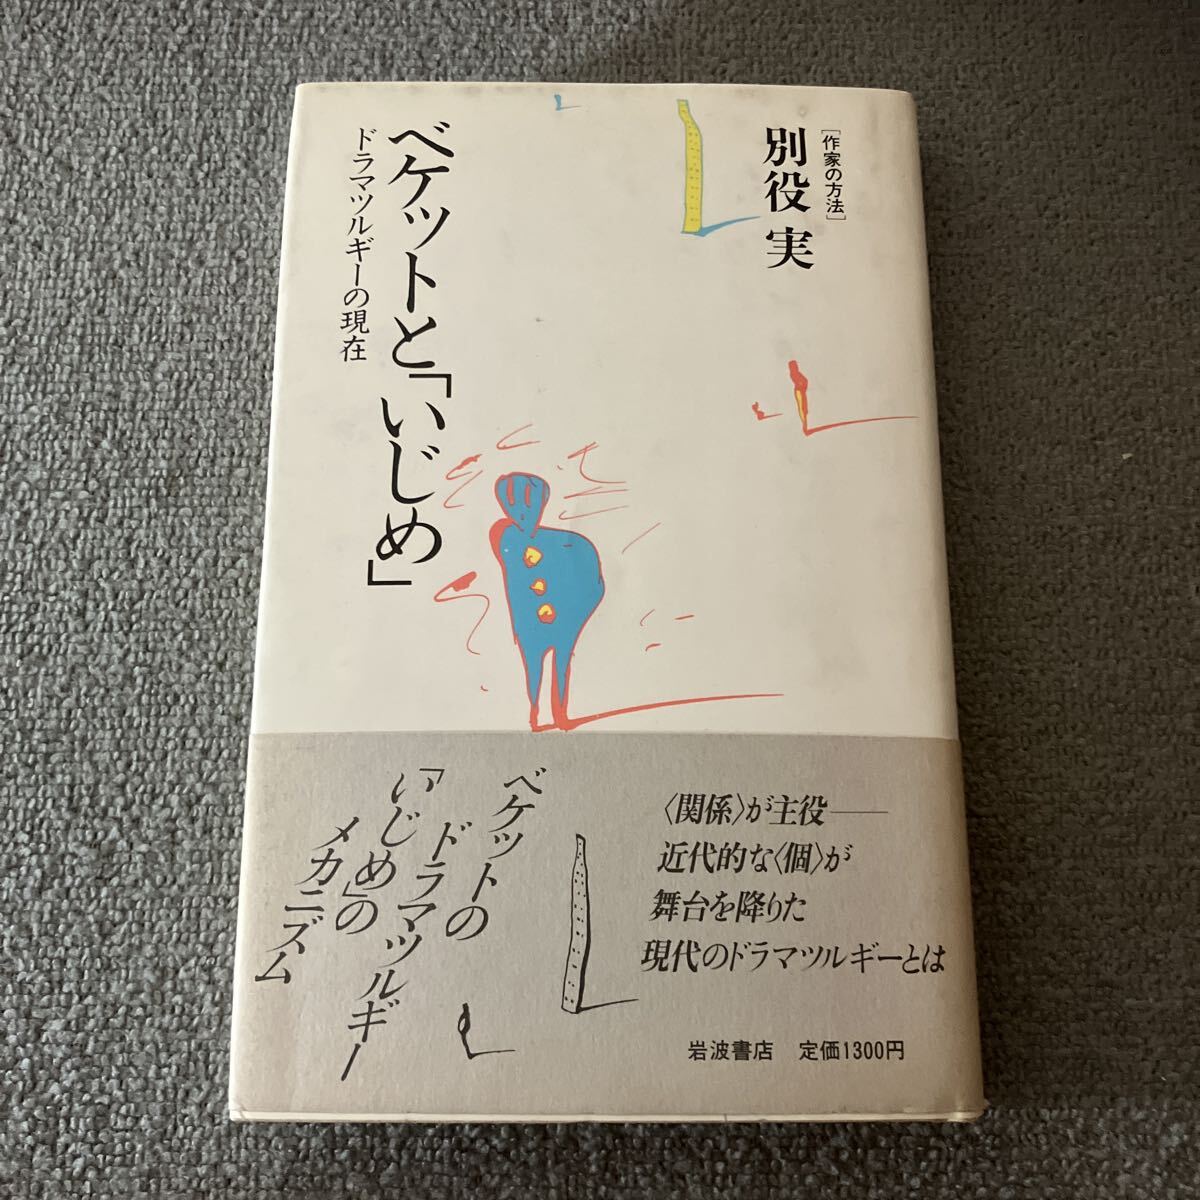 ［作家の方法］
別役 実
ベケットと「いじめ」
ドラマツルギーの現在
〈関係〉が主役――
近代的な〈個〉が
舞台を降りた
現代のドラマツルギーとは
ベケットの
ドラマツルギー
「いじめ」の
メカニズム
岩波書店 定価1300円